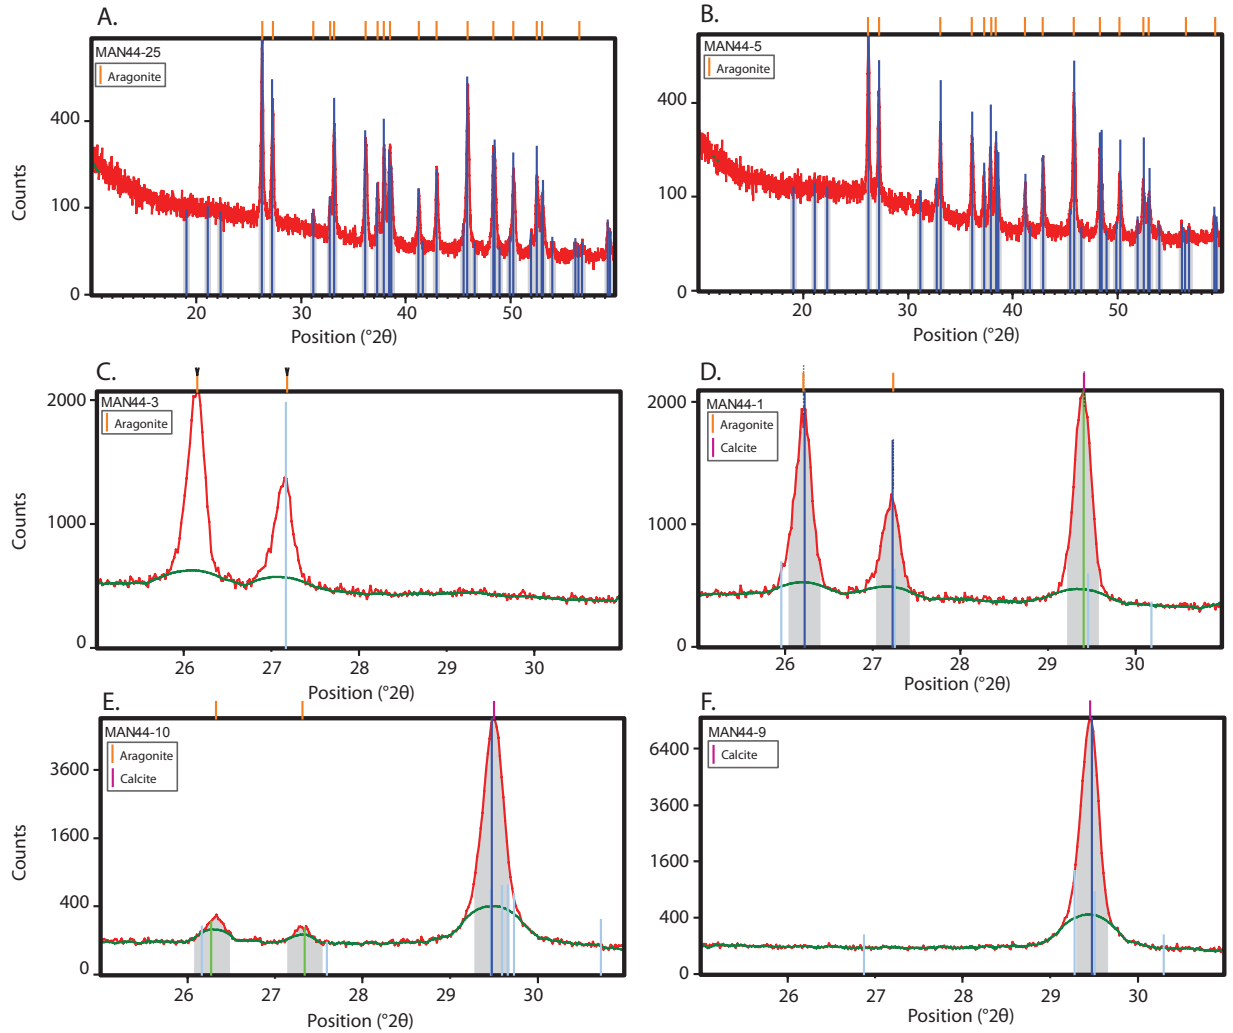 A.
MAN44-25
Aragonite
400
100
0
Counts
20 30 40 50
Position (°2θ)
B.
MAN44-5
Aragonite
400
100
0
20 30 40 50
Position (°2θ)
C.
MAN44-3
Aragonite
2000
1000
0
Counts
26 27 28 29 30
Position (°2θ)
D.
MAN44-1
Aragonite
Calcite
2000
1000
0
26 27 28 29 30
Position (°2θ)
E.
MAN44-10
Aragonite
Calcite
3600
1600
400
0
Counts
26 27 28 29 30
Position (°2θ)
F.
MAN44-9
Calcite
6400
3600
1600
400
0
26 27 28 29 30
Position (°2θ)